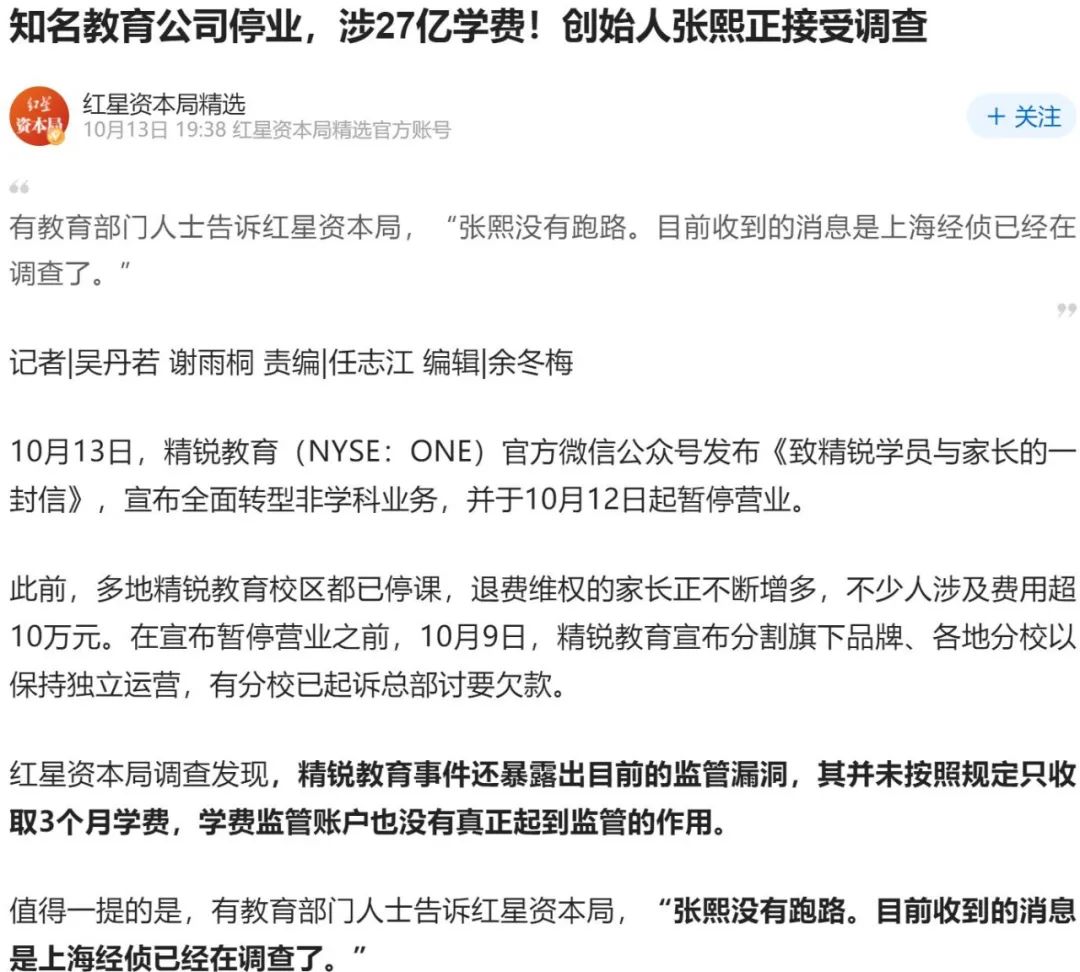 知名教育公司停业，涉27亿学费！创始人张熙正接受调查
红星
资本局
红星资本局精选
10月13日 19:38 红星资本局精选官方账号
+ 关注
“
有教育部门人士告诉红星资本局，“张熙没有跑路。目前收到的消息是上海经侦已经在
调查了。”
”
记者|吴丹若 谢雨桐 责编|任志江 编辑|余冬梅
10月13日，精锐教育（NYSE：ONE）官方微信公众号发布《致精锐学员与家长的一
封信》，宣布全面转型非学科业务，并于10月12日起暂停营业。
此前，多地精锐教育校区都已停课，退费维权的家长正不断增多，不少人涉及费用超
10万元。在宣布暂停营业之前，10月9日，精锐教育宣布分割旗下品牌、各地分校以
保持独立运营，有分校已起诉总部讨要欠款。
红星资本局调查发现，精锐教育事件还暴露出目前的监管漏洞，其并未按照规定只收
取3个月学费，学费监管账户也没有真正起到监管的作用。
值得一提的是，有教育部门人士告诉红星资本局，“张熙没有跑路。目前收到的消息
是上海经侦已经在调查了。”